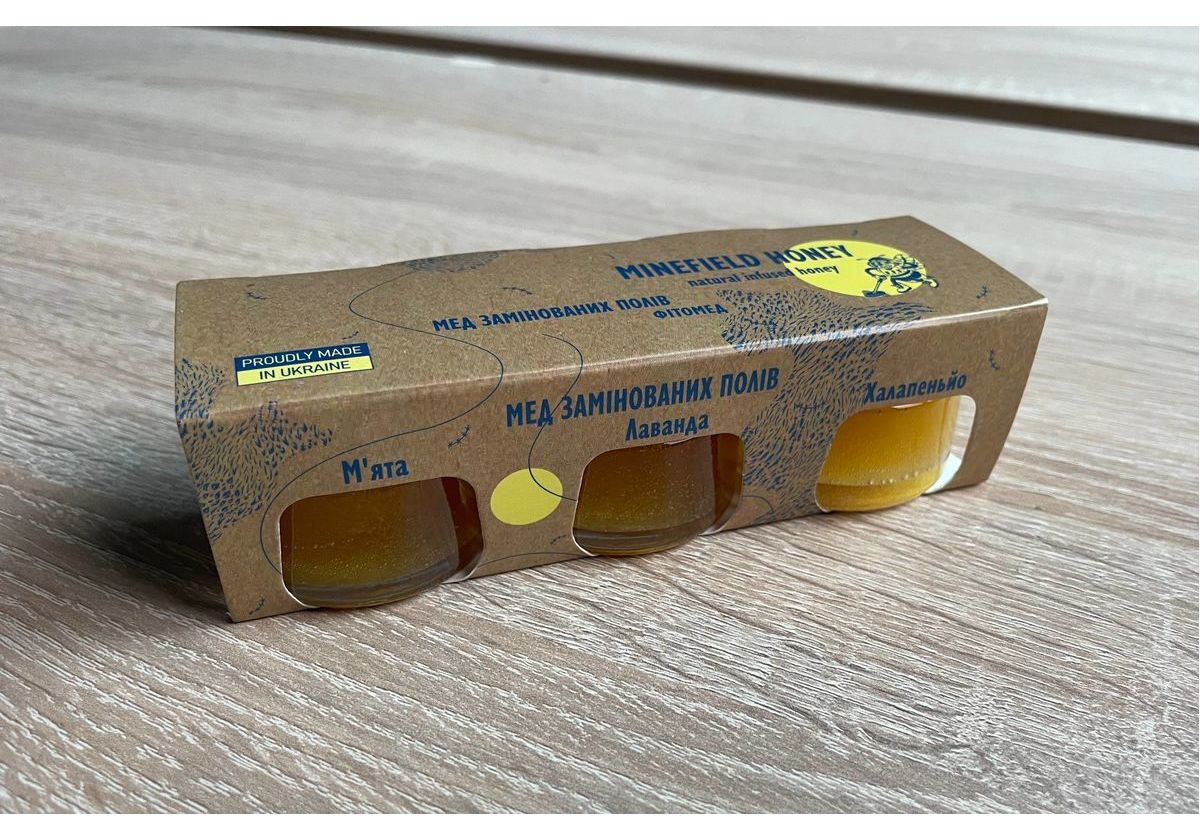 MINEFIELD HONEY
natural infused honey
МЕД ЗАМІНОВАНИХ ПОЛІВ
ФІТОМЕД
PROUDLY MADE
IN UKRAINE
МЕД ЗАМІНОВАНИХ ПОЛІВ
М'ята
Лаванда
Халапеньйо